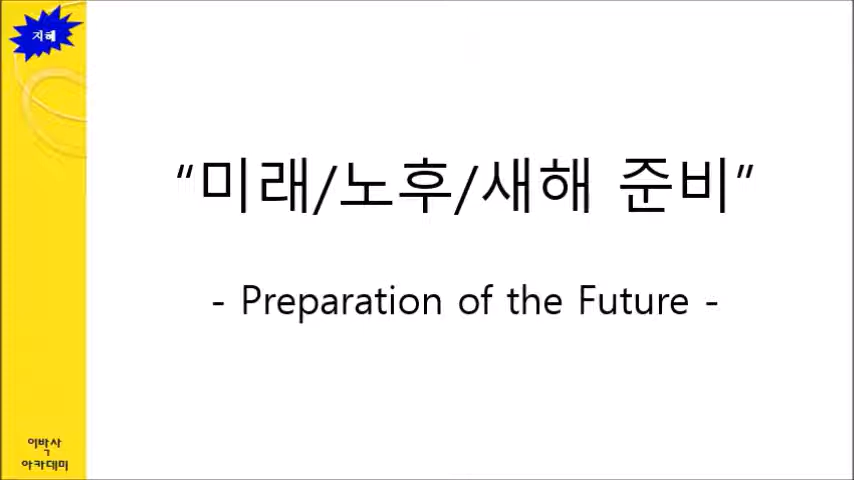 지혜
“미래/노후/새해 준비”
- Preparation of the Future -
이박사
아카데미